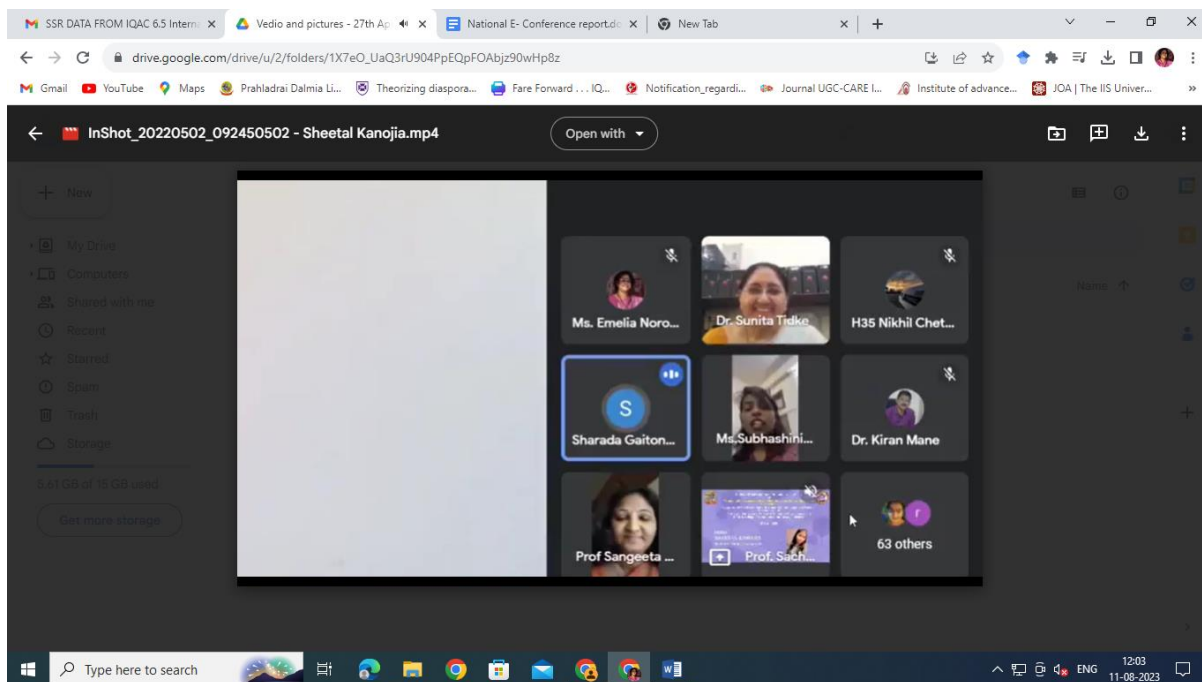 SSR DATA FROM IQAC 6.5 Intern
Vedio and pictures - 27th Ap
National E- Conference report.do
New Tab
drive.google.com/drive/u/2/folders/1X7eO_UaQ3rU904PpEQpFOAbjz90wHp8z
Gmail
YouTube
Maps
Prahladrai Dalmia Li...
Theorizing diaspora...
Fare Forward . . . IQ...
Notification_regardi...
Journal UGC-CARE l...
Institute of advance...
JOA | The IIS Univer...
InShot_20220502_092450502 - Sheetal Kanojia.mp4
Open with
New
My Drive
Computers
Shared with me
Recent
Starred
Spam
Trash
Storage
5.61 GB of 15 GB used
Get more storage
Name
Ms. Emelia Noro...
Dr. Sunita Tidke
H35 Nikhil Chet...
S
Sharada Gaiton...
Ms.Subhashini...
Dr. Kiran Mane
Prof Sangeeta ...
Prof. Sach...
r
63 others
Type here to search
ENG
12:03
11-08-2023